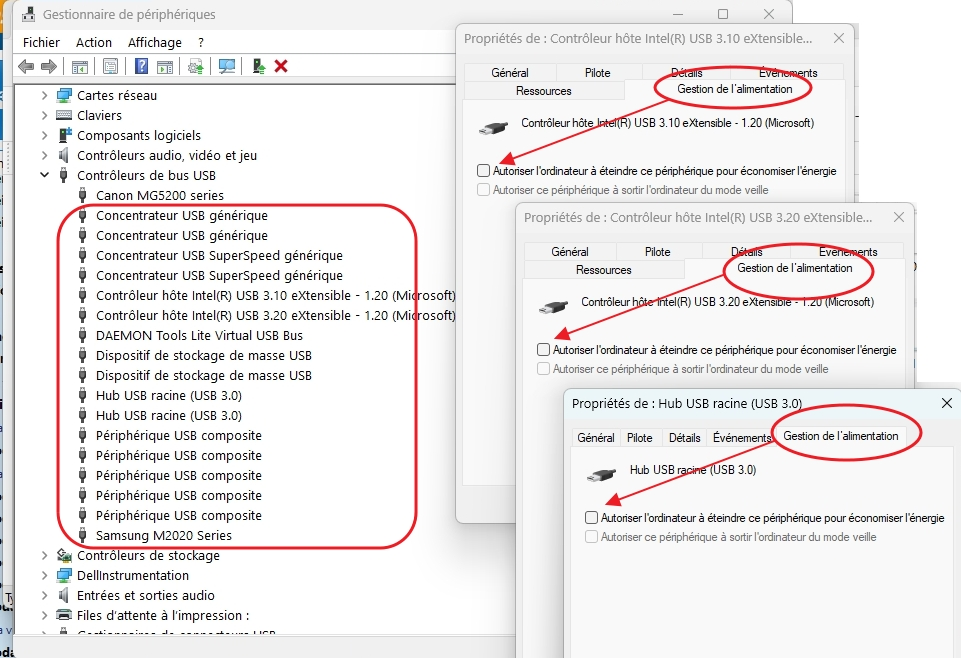 Gestionnaire de périphériques
Fichier Action Affichage ?
Cartes réseau
Claviers
Composants logiciels
Contrôleurs audio, vidéo et jeu
Contrôleurs de bus USB
Canon MG5200 series
Concentrateur USB générique
Concentrateur USB générique
Concentrateur USB SuperSpeed générique
Concentrateur USB SuperSpeed générique
Contrôleur hôte Intel(R) USB 3.10 eXtensible - 1.20 (Microsoft)
Contrôleur hôte Intel(R) USB 3.20 eXtensible - 1.20 (Microsoft)
DAEMON Tools Lite Virtual USB Bus
Dispositif de stockage de masse USB
Dispositif de stockage de masse USB
Hub USB racine (USB 3.0)
Hub USB racine (USB 3.0)
Périphérique USB composite
Périphérique USB composite
Périphérique USB composite
Périphérique USB composite
Périphérique USB composite
Samsung M2020 Series
Contrôleurs de stockage
DellInstrumentation
Entrées et sorties audio
Files d'attente à l'impression :
Gestionnaires de connecteurs USB
Propriétés de : Contrôleur hôte Intel(R) USB 3.10 eXtensible...
Général Pilote Détails Événements
Ressources Gestion de l'alimentation
Contrôleur hôte Intel(R) USB 3.10 eXtensible - 1.20 (Microsoft)
Autoriser l'ordinateur à éteindre ce périphérique pour économiser l'énergie
Autoriser ce périphérique à sortir l'ordinateur du mode veille
Propriétés de : Contrôleur hôte Intel(R) USB 3.20 eXtensible...
Général Pilote Détails Événements
Ressources Gestion de l'alimentation
Contrôleur hôte Intel(R) USB 3.20 eXtensible - 1.20 (Microsoft)
Autoriser l'ordinateur à éteindre ce périphérique pour économiser l'énergie
Autoriser ce périphérique à sortir l'ordinateur du mode veille
Propriétés de : Hub USB racine (USB 3.0)
Général Pilote Détails Événements Gestion de l'alimentation
Hub USB racine (USB 3.0)
Autoriser l'ordinateur à éteindre ce périphérique pour économiser l'énergie
Autoriser ce périphérique à sortir l'ordinateur du mode veille